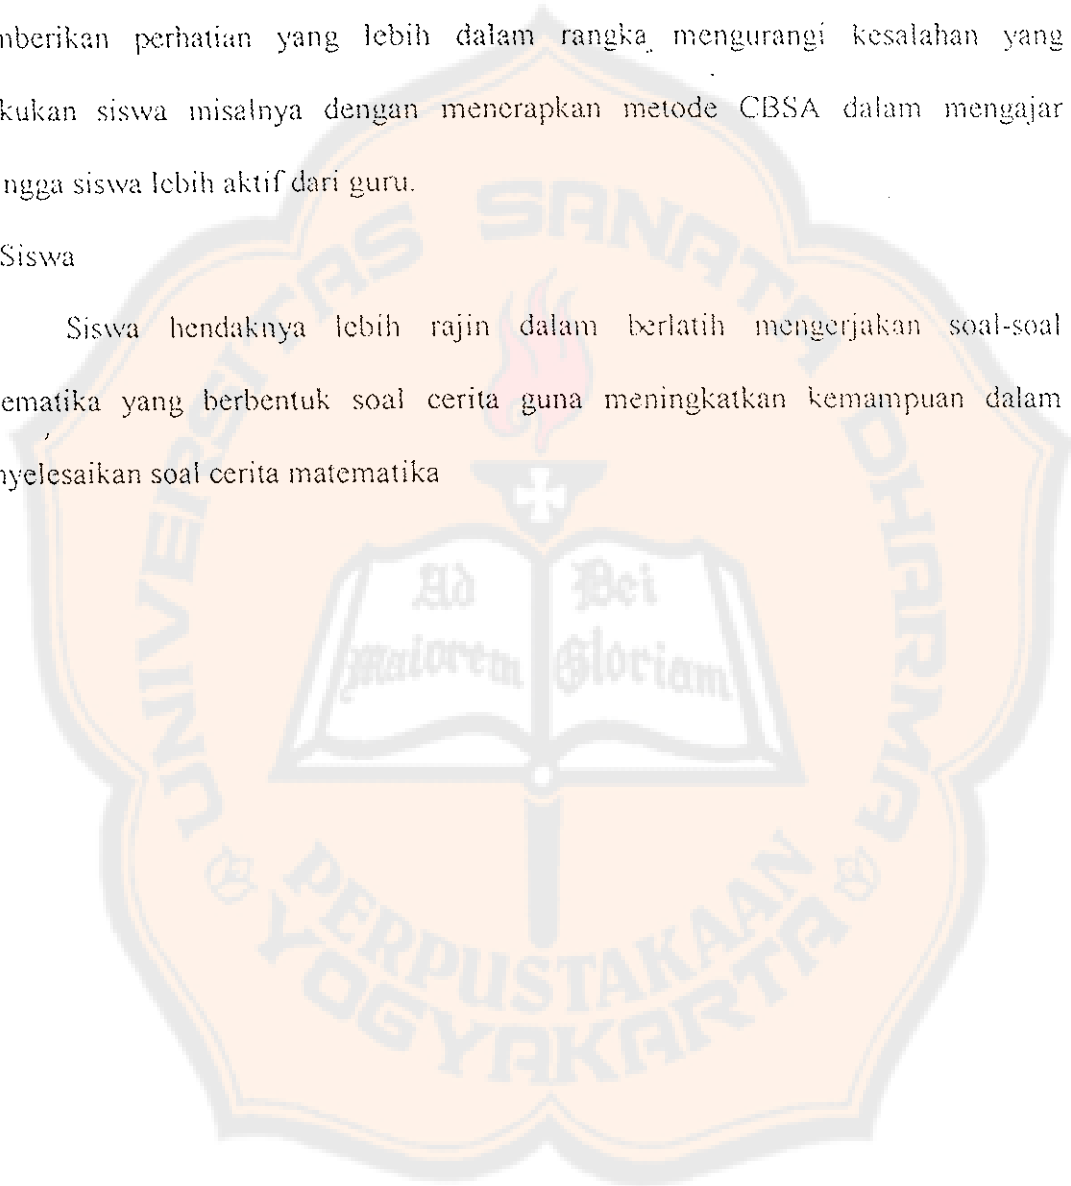 mberikan perhatian yang lebih dalam rangka mengurangi kesalahan yang
kukan siswa misalnya dengan menerapkan metode CBSA dalam mengajar
ngga siswa lebih aktif dari guru.
Siswa
Siswa hendaknya lebih rajin dalam berlatih mengerjakan soal-soal
ematika yang berbentuk soal cerita guna meningkatkan kemampuan dalam
nyelesaikan soal cerita matematika
UNIVERSITAS SANATA DHARMA
Ad Dei
Maiorem Gloriam
PERPUSTAKAAN
YOGYAKARTA